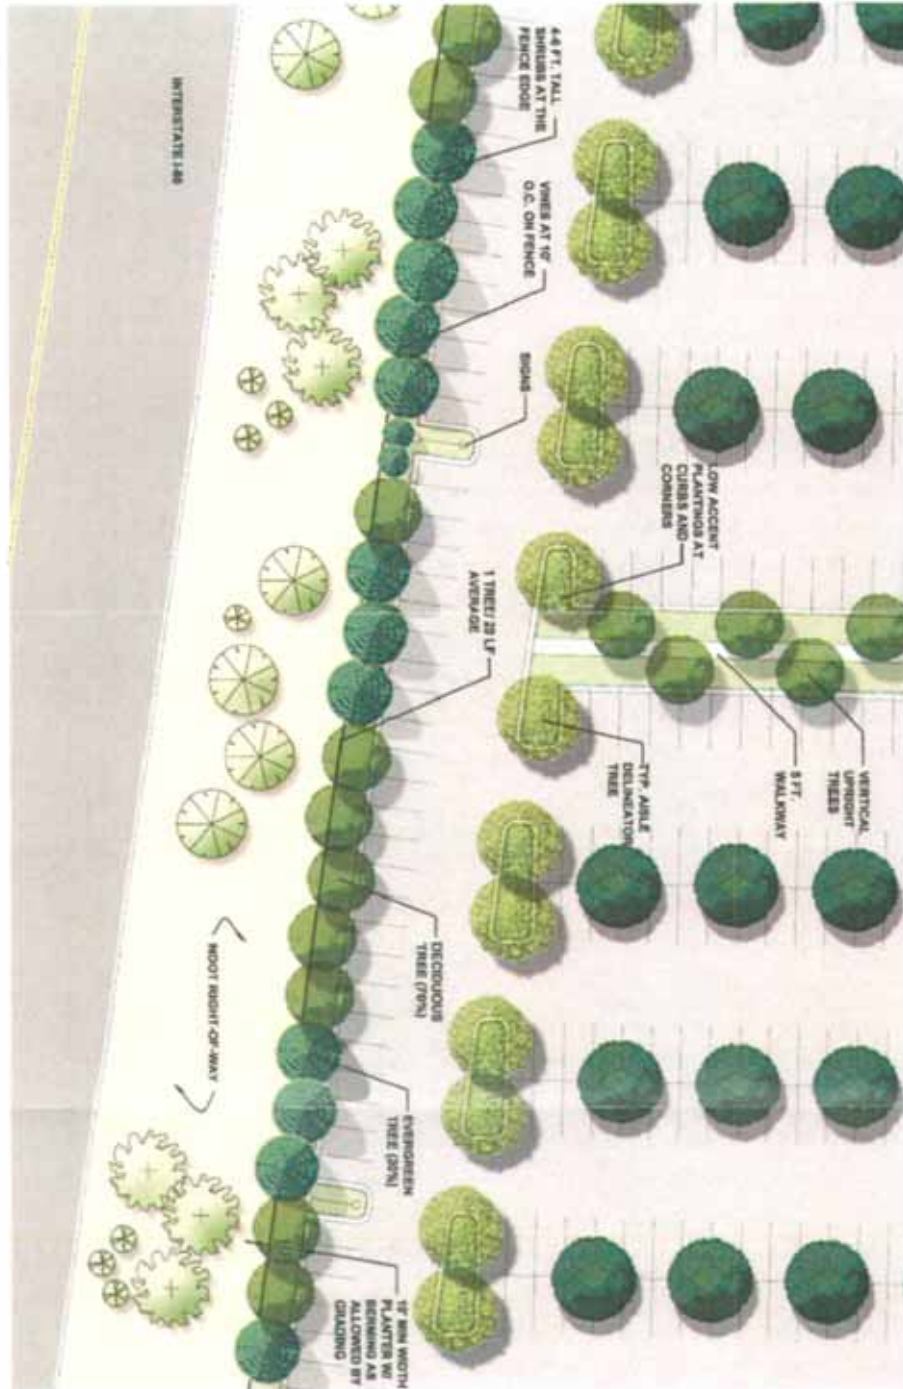 INTERSTATE I-80
4-6 FT. TALL
SHRUBS AT THE
FENCE EDGE
VINES AT 10'
O.C. ON FENCE
SIGNS
LOW ACCENT
PLANTINGS AT
CURBS AND
CORNERS
1 TREE/ 20 LF
AVERAGE
TYP. AISLE
DELINEATOR
TREE
5 FT.
WALKWAY
VERTICAL
UPRIGHT
TREES
DECIDUOUS
TREE (70%)
NDOT RIGHT-OF-WAY
EVERGREEN
TREE (30%)
10' MIN WIDTH
PLANTER W/
BERMING AS
ALLOWED BY
GRADING